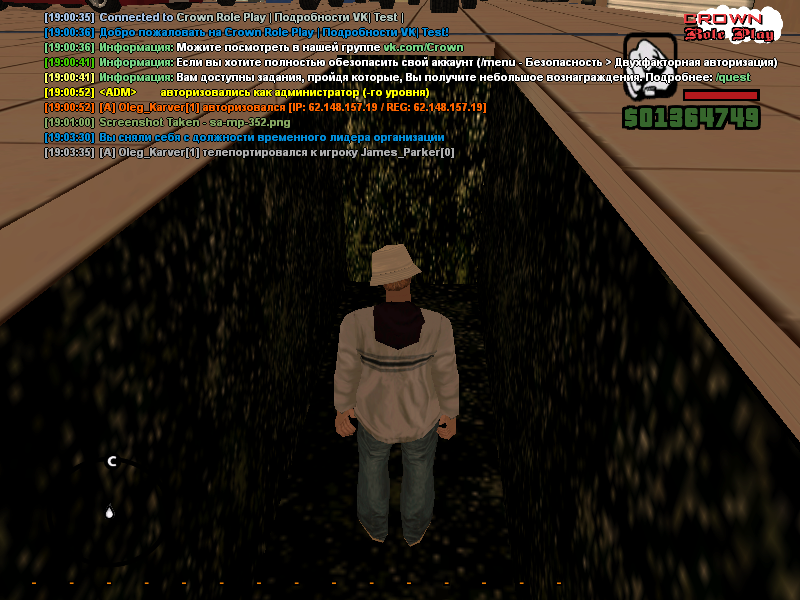 [19:00:35] Connected to Crown Role Play | Подробности VK| Test |
[19:00:36] Добро пожаловать на Crown Role Play | Подробности VK| Test!
[19:00:36] Информация: Можите посмотреть в нашей группе vk.com/Crown
[19:00:41] Информация: Если вы хотите полностью обезопасить свой аккаунт (/menu - Безопасность > Двухфакторная авторизация)
[19:00:41] Информация: Вам доступны задания, пройдя которые, Вы получите небольшое вознаграждения. Подробнее: /quest
[19:00:52] <ADM> авторизовались как администратор (-го уровня)
[19:00:52] [A] Oleg_Karver[1] авторизовался [IP: 62.148.157.19 / REG: 62.148.157.19]
[19:01:00] Screenshot Taken - sa-mp-352.png
[19:03:30] Вы сняли себя с должности временного лидера организации
[19:03:35] [A] Oleg_Karver[1] телепортировался к игроку James_Parker[0]
CROWN
Role Play
$01364749
С